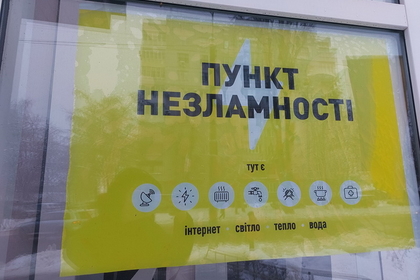 ПУНКТ
НЕЗЛАМНОСТІ
тут є
інтернет • світло • тепло • вода